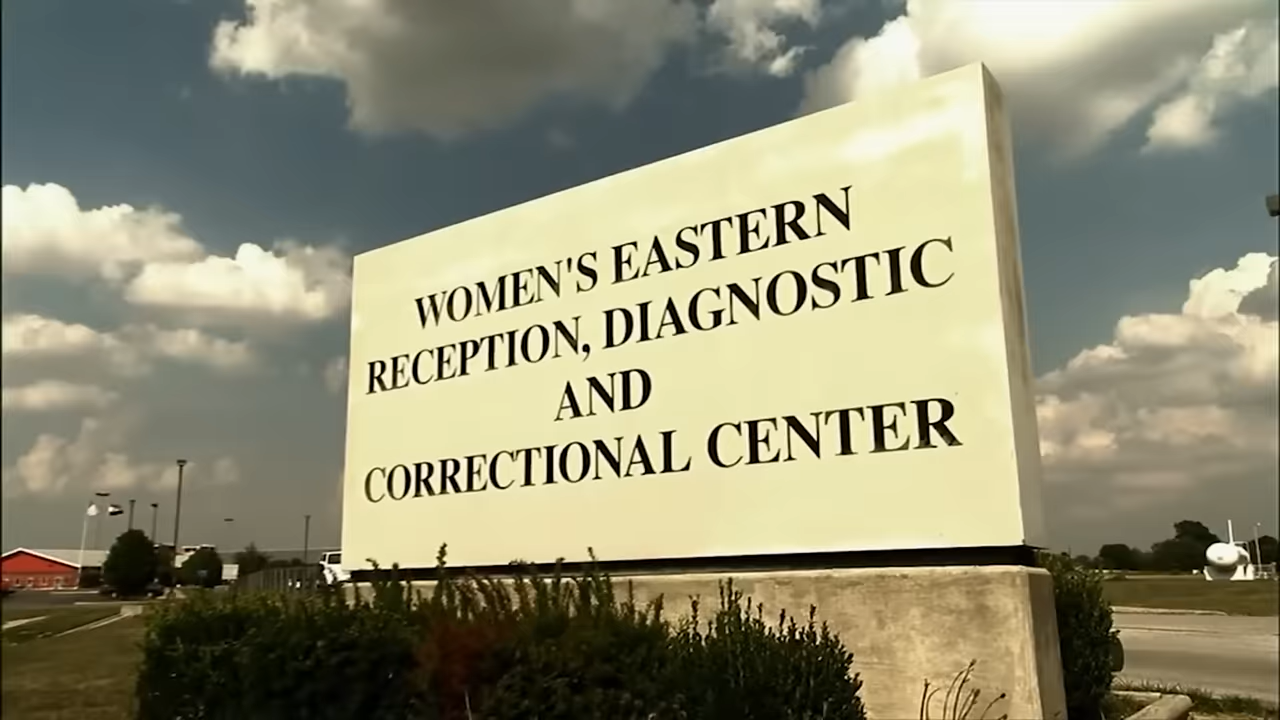 WOMEN'S EASTERN
RECEPTION, DIAGNOSTIC
AND
CORRECTIONAL CENTER